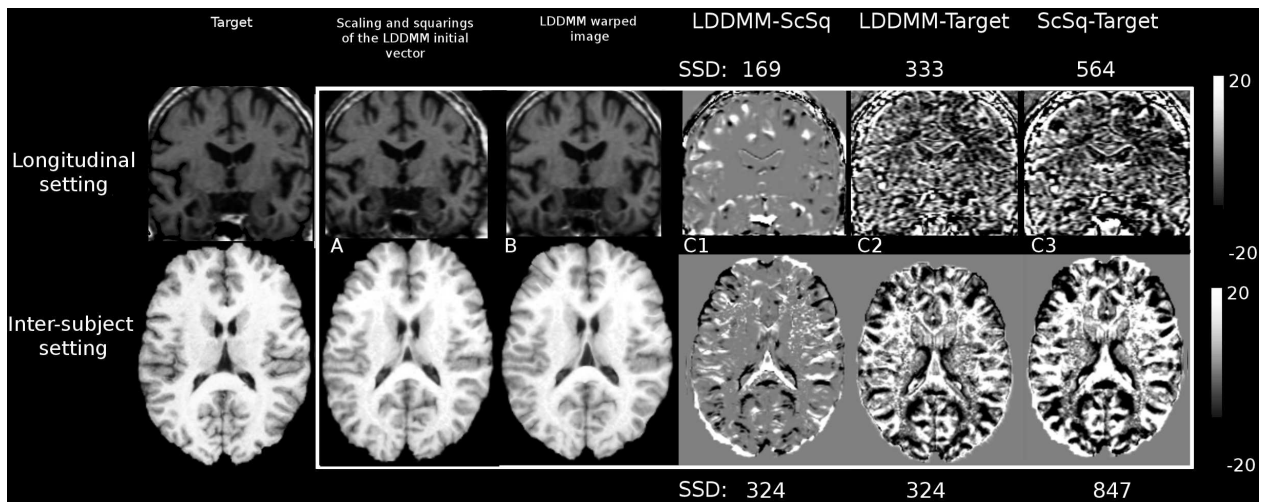 Target
Scaling and squarings
of the LDDMM initial
vector
LDDMM warped
image
LDDMM-ScSq
LDDMM-Target
ScSq-Target
SSD: 169
333
564
20
Longitudinal
setting
-20
A
B
C1
C2
C3
20
Inter-subject
setting
-20
SSD: 324
324
847